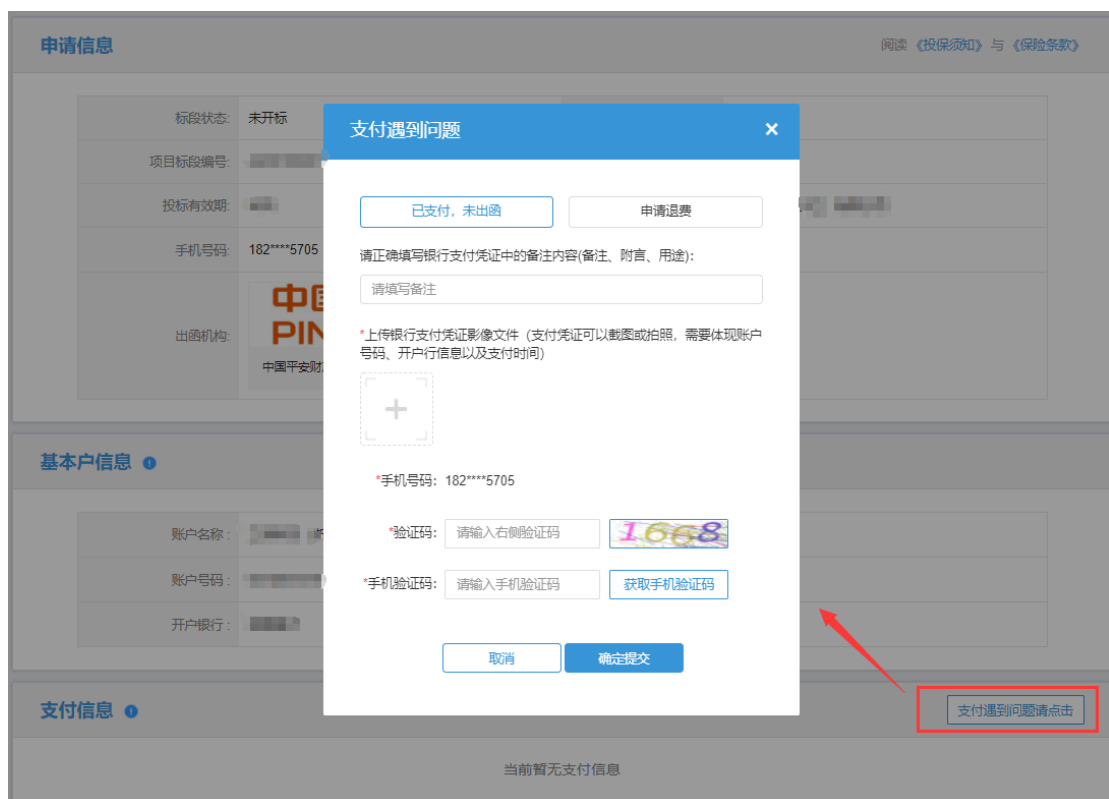 申请信息
阅读 《投保须知》 与 《保险条款》
标段状态: 未开标
项目标段编号:
投标有效期:
手机号码: 182****5705
出函机构:
中国
PIN
中国平安财
支付遇到问题 ×
已支付，未出函 申请退费
请正确填写银行支付凭证中的备注内容(备注、附言、用途):
请填写备注
*上传银行支付凭证影像文件（支付凭证可以截图或拍照，需要体现账户
号码、开户行信息以及支付时间)
*手机号码: 182****5705
*验证码: 请输入右侧验证码 1668
*手机验证码: 请输入手机验证码 获取手机验证码
取消 确定提交
基本户信息
账户名称 :
账户号码 :
开户银行 :
支付信息
支付遇到问题请点击
当前暂无支付信息